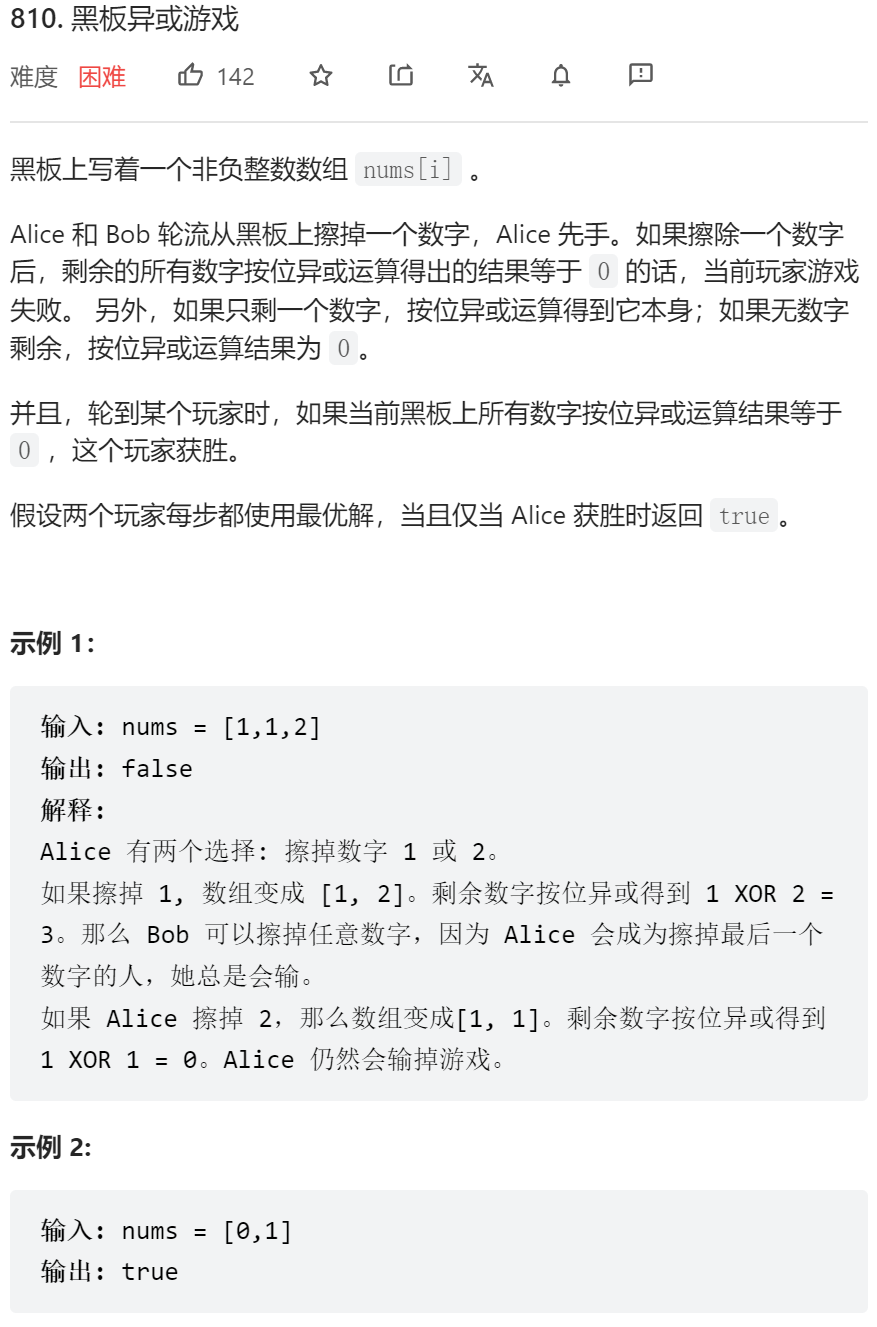 810. 黑板异或游戏
难度 困难 142
黑板上写着一个非负整数数组 nums[i] 。
Alice 和 Bob 轮流从黑板上擦掉一个数字，Alice 先手。如果擦除一个数字
后，剩余的所有数字按位异或运算得出的结果等于 0 的话，当前玩家游戏
失败。 另外，如果只剩一个数字，按位异或运算得到它本身；如果无数字
剩余，按位异或运算结果为 0。
并且，轮到某个玩家时，如果当前黑板上所有数字按位异或运算结果等于
0 ，这个玩家获胜。
假设两个玩家每步都使用最优解，当且仅当 Alice 获胜时返回 true。
示例 1：
输入: nums = [1,1,2]
输出: false
解释:
Alice 有两个选择: 擦掉数字 1 或 2。
如果擦掉 1, 数组变成 [1, 2]。剩余数字按位异或得到 1 XOR 2 =
3。那么 Bob 可以擦掉任意数字，因为 Alice 会成为擦掉最后一个
数字的人，她总是会输。
如果 Alice 擦掉 2，那么数组变成[1, 1]。剩余数字按位异或得到
1 XOR 1 = 0。Alice 仍然会输掉游戏。
示例 2:
输入: nums = [0,1]
输出: true